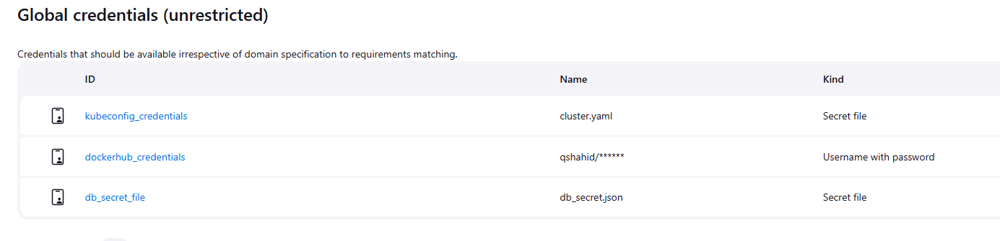 Global credentials (unrestricted)
Credentials that should be available irrespective of domain specification to requirements matching.
ID Name Kind
kubeconfig_credentials cluster.yaml Secret file
dockerhub_credentials qshahid/****** Username with password
db_secret_file db_secret.json Secret file